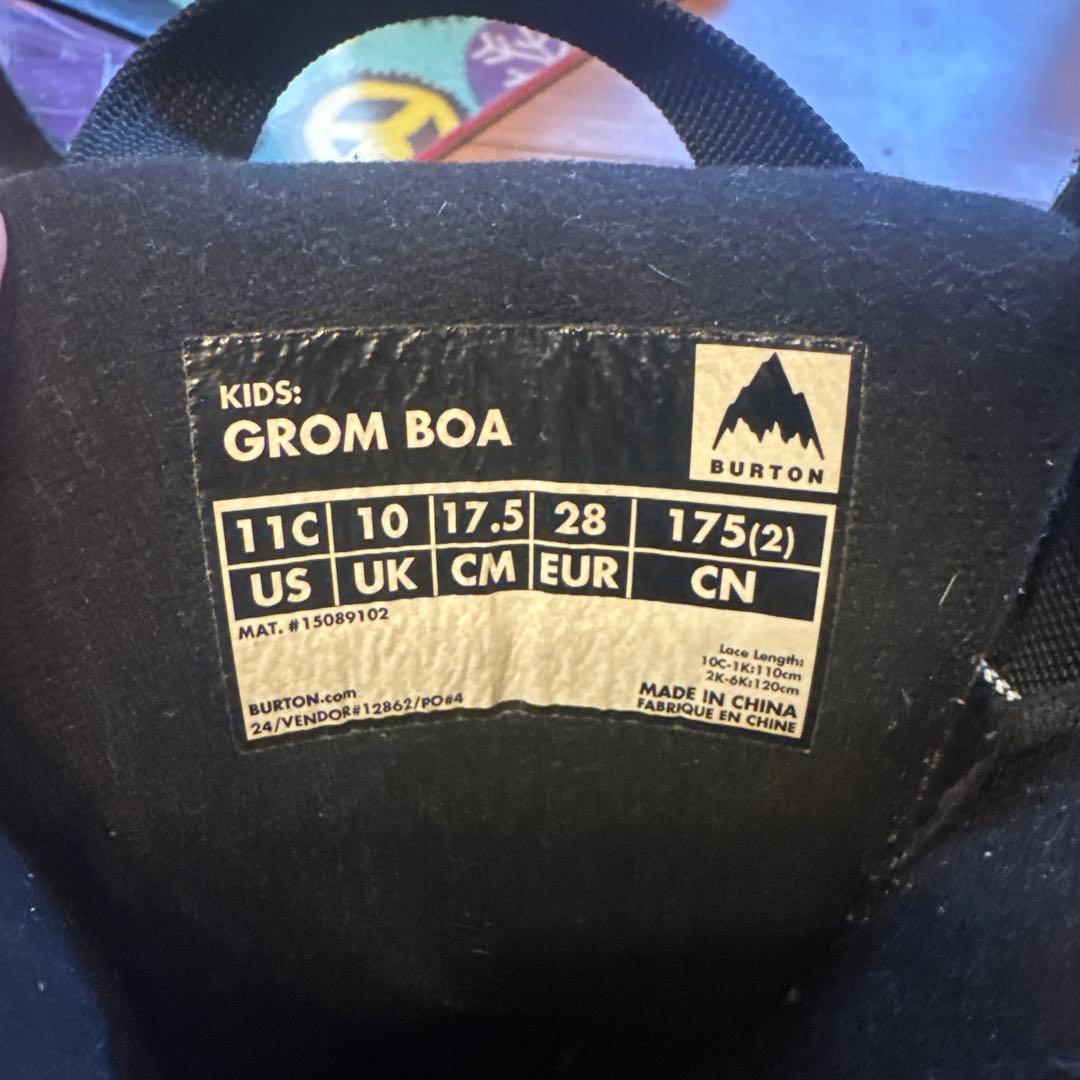 KIDS:
GROM BOA
BURTON
11C 10 17.5 28 175(2)
US UK CM EUR CN
MAT. #15089102
Lace Length:
10C-1K:110cm
2K-6K:120cm
BURTON.com
24/VENDOR#12862/PO#4
MADE IN CHINA
FABRIQUE EN CHINE